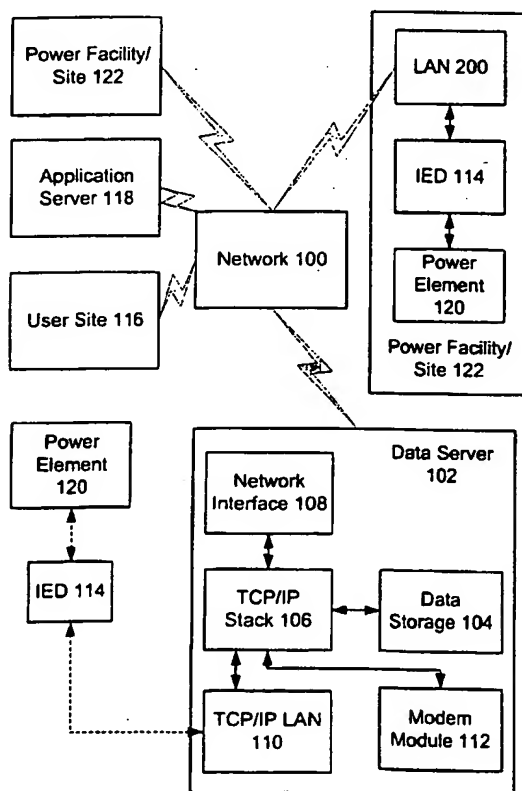 Power Facility/
Site 122
Application
Server 118
User Site 116
Network 100
LAN 200
IED 114
Power
Element
120
Power Facility/
Site 122
Power
Element
120
IED 114
Data Server
102
Network
Interface 108
TCP/IP
Stack 106
Data
Storage 104
TCP/IP LAN
110
Modem
Module 112